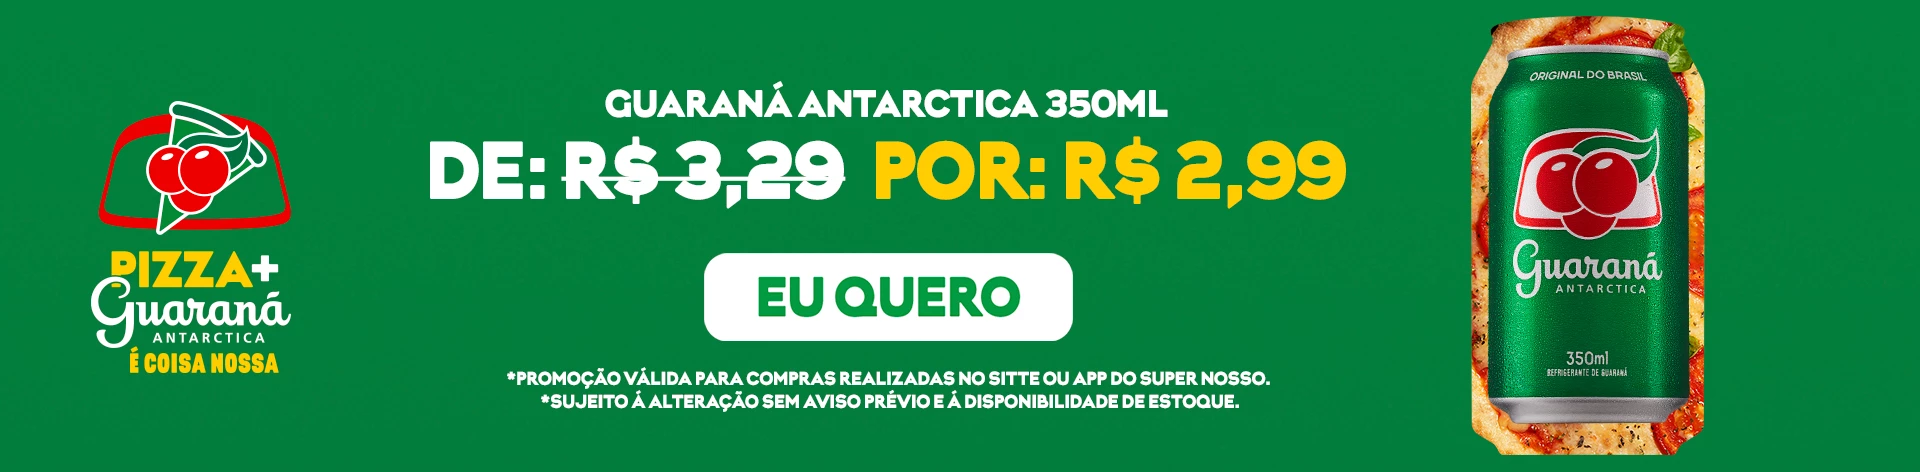 PIZZA+
Guaraná
ANTARCTICA
É COISA NOSSA
GUARANÁ ANTARCTICA 350ML
DE: R$ 3,29 POR: R$ 2,99
EU QUERO
*PROMOÇÃO VÁLIDA PARA COMPRAS REALIZADAS NO SITTE OU APP DO SUPER NOSSO.
*SUJEITO Á ALTERAÇÃO SEM AVISO PRÉVIO E Á DISPONIBILIDADE DE ESTOQUE.
ORIGINAL DO BRASIL
Guaraná
ANTARCTICA
350ml
REFRIGERANTE DE GUARANÁ